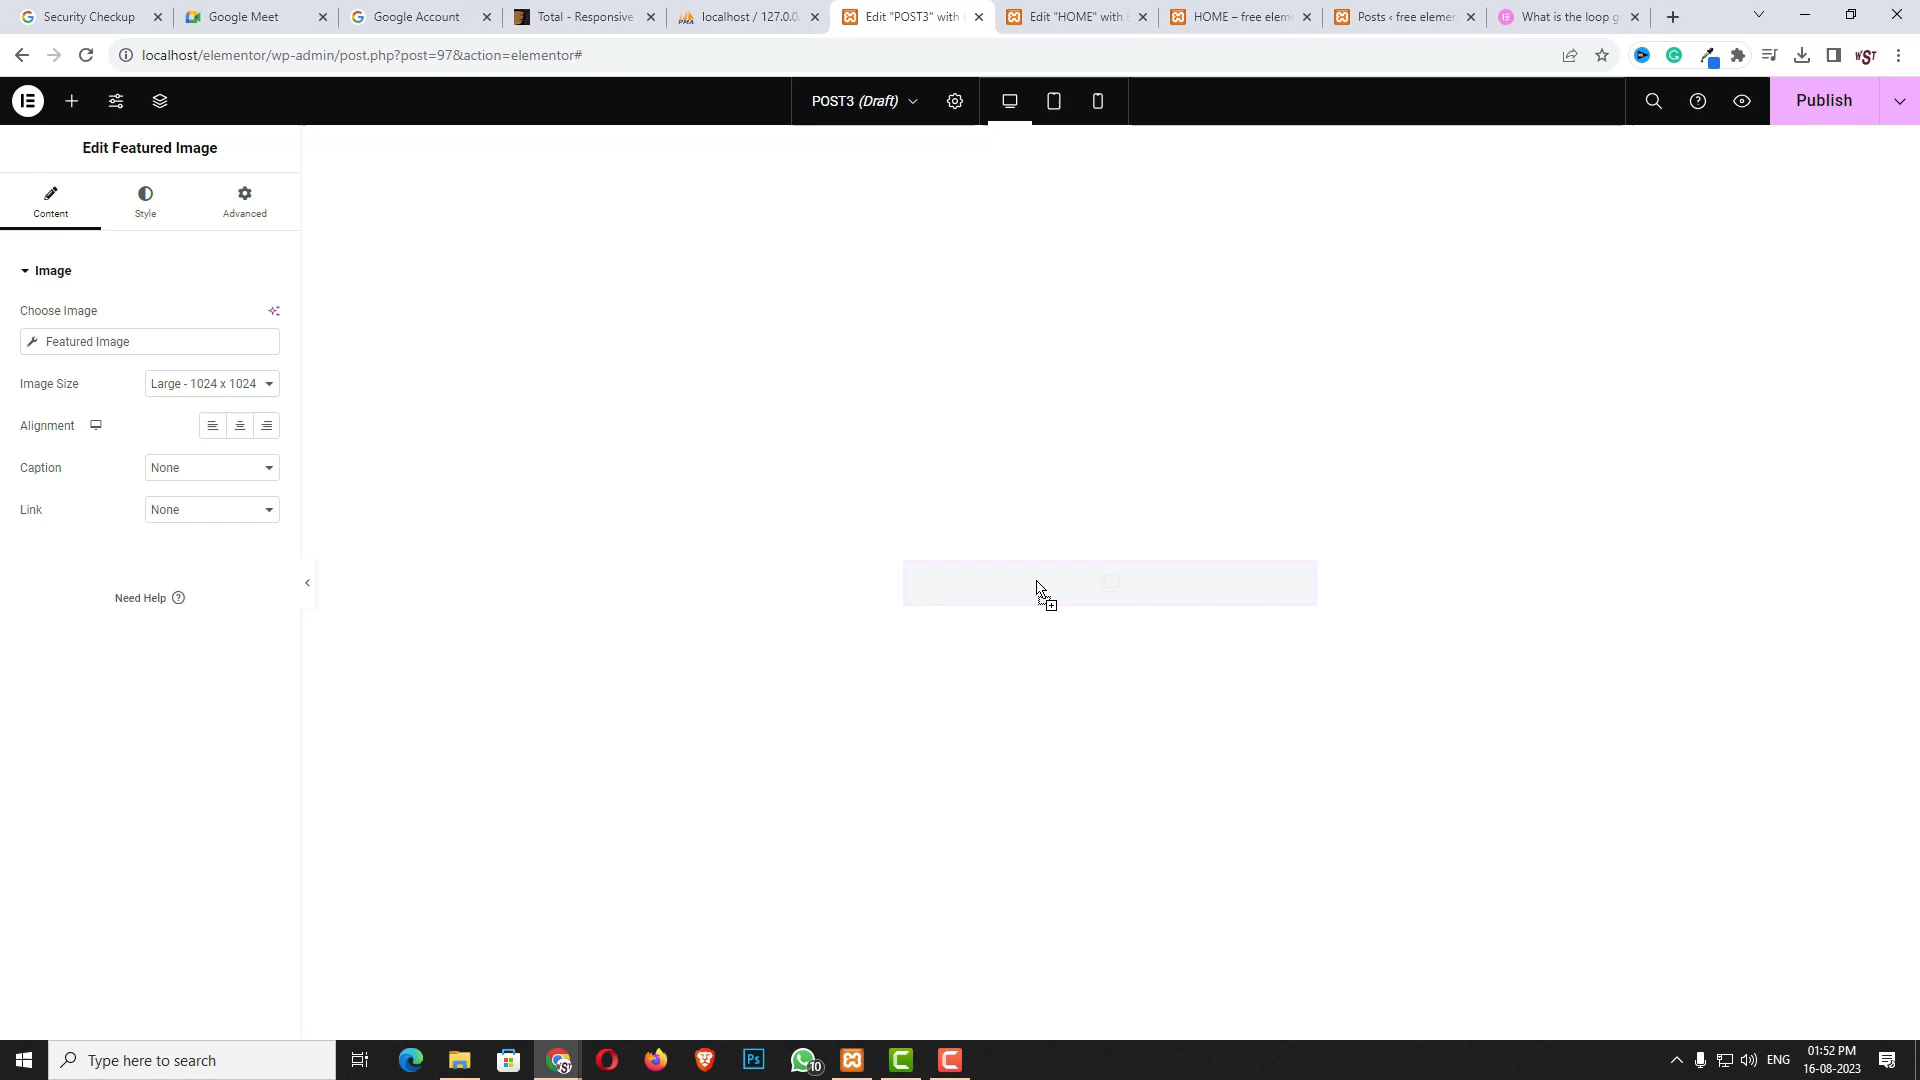 Security Checkup
Google Meet
Google Account
Total - Responsive
localhost / 127.0.0.
Edit "POST3" with
Edit "HOME" with E
HOME – free eleme
Posts ‹ free elemen
What is the loop g
localhost/elementor/wp-admin/post.php?post=97&action=elementor#
POST3 (Draft)
Publish
Edit Featured Image
Content
Style
Advanced
Image
Choose Image
Featured Image
Image Size
Large - 1024 x 1024
Alignment
Caption
None
Link
None
Need Help
Type here to search
Ps
10
ENG
01:52 PM
16-08-2023